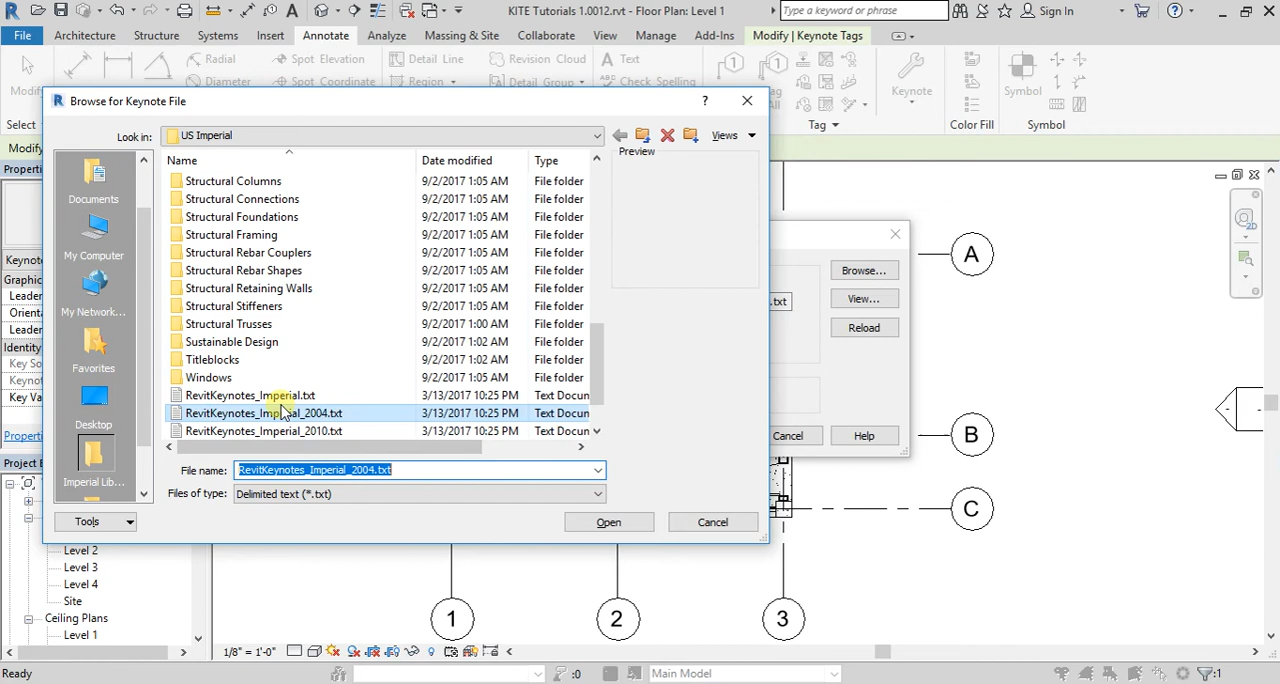 KITE Tutorials 1.0012.rvt - Floor Plan: Level 1
Type a keyword or phrase
Sign In
File Architecture Structure Systems Insert Annotate Analyze Massing & Site Collaborate View Manage Add-Ins Modify | Keynote Tags
Radial Spot Elevation Detail Line Revision Cloud Text
Diameter Spot Coordinate Region Detail Group Check Spelling
Keynote Symbol
Select Tag Color Fill Symbol
Browse for Keynote File
Look in: US Imperial Views
Name Date modified Type Preview
Structural Columns 9/2/2017 1:05 AM File folder
Structural Connections 9/2/2017 1:05 AM File folder
Structural Foundations 9/2/2017 1:05 AM File folder
Structural Framing 9/2/2017 1:05 AM File folder
Structural Rebar Couplers 9/2/2017 1:05 AM File folder
Structural Rebar Shapes 9/2/2017 1:05 AM File folder
Structural Retaining Walls 9/2/2017 1:05 AM File folder
Structural Stiffeners 9/2/2017 1:05 AM File folder
Structural Trusses 9/2/2017 1:00 AM File folder
Sustainable Design 9/2/2017 1:02 AM File folder
Titleblocks 9/2/2017 1:02 AM File folder
Windows 9/2/2017 1:02 AM File folder
RevitKeynotes_Imperial.txt 3/13/2017 10:25 PM Text Docun
RevitKeynotes_Imperial_2004.txt 3/13/2017 10:25 PM Text Docun
RevitKeynotes_Imperial_2010.txt 3/13/2017 10:25 PM Text Docun
Documents
My Computer
My Network...
Favorites
Desktop
Imperial Lib...
File name: RevitKeynotes_Imperial_2004.txt
Files of type: Delimited text (*.txt)
Tools Open Cancel
Browse...
View...
.txt
Reload
Cancel Help
A
B
C
1 2 3
2D
Level 2
Level 3
Level 4
Site
Ceiling Plans
Level 1
1/8" = 1'-0"
Ready
:0
Main Model
:1